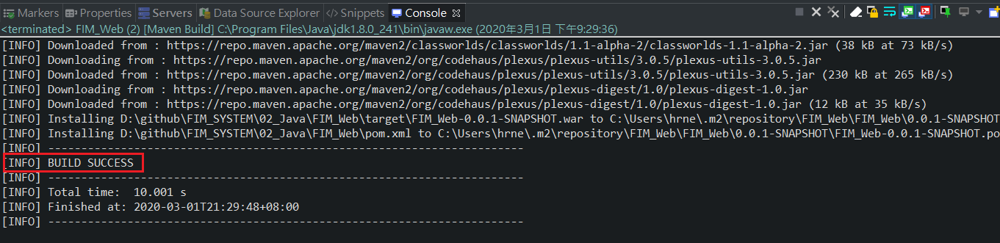 Markers Properties Servers Data Source Explorer Snippets Console
<terminated> FIM_Web (2) [Maven Build] C:\Program Files\Java\jdk1.8.0_241\bin\javaw.exe (2020年3月1日 下午9:29:36)
[INFO] Downloaded from : https://repo.maven.apache.org/maven2/classworlds/classworlds/1.1-alpha-2/classworlds-1.1-alpha-2.jar (38 kB at 73 kB/s)
[INFO] Downloading from : https://repo.maven.apache.org/maven2/org/codehaus/plexus/plexus-utils/3.0.5/plexus-utils-3.0.5.jar
[INFO] Downloaded from : https://repo.maven.apache.org/maven2/org/codehaus/plexus/plexus-utils/3.0.5/plexus-utils-3.0.5.jar (230 kB at 265 kB/s)
[INFO] Downloading from : https://repo.maven.apache.org/maven2/org/codehaus/plexus/plexus-digest/1.0/plexus-digest-1.0.jar
[INFO] Downloaded from : https://repo.maven.apache.org/maven2/org/codehaus/plexus/plexus-digest/1.0/plexus-digest-1.0.jar (12 kB at 35 kB/s)
[INFO] Installing D:\github\FIM_SYSTEM\02_Java\FIM_Web\target\FIM_Web-0.0.1-SNAPSHOT.war to C:\Users\hrne\.m2\repository\FIM_Web\FIM_Web\0.0.1-SNAPSHOT
[INFO] Installing D:\github\FIM_SYSTEM\02_Java\FIM_Web\pom.xml to C:\Users\hrne\.m2\repository\FIM_Web\FIM_Web\0.0.1-SNAPSHOT\FIM_Web-0.0.1-SNAPSHOT.po
[INFO] ------------------------------------------------------------------------
[INFO] BUILD SUCCESS
[INFO] ------------------------------------------------------------------------
[INFO] Total time:  10.001 s
[INFO] Finished at: 2020-03-01T21:29:48+08:00
[INFO] ------------------------------------------------------------------------